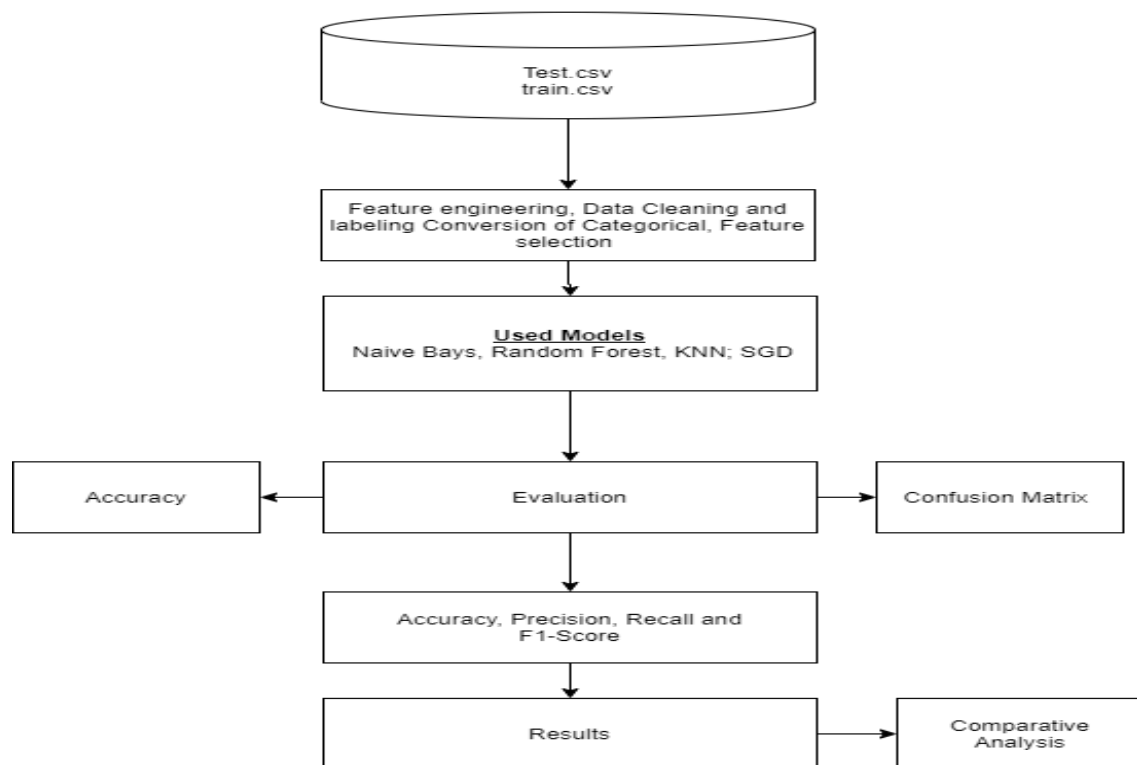 Test.csv
train.csv
Feature engineering, Data Cleaning and
labeling Conversion of Categorical, Feature
selection
Used Models
Naive Bays, Random Forest, KNN; SGD
Accuracy
Evaluation
Confusion Matrix
Accuracy, Precision, Recall and
F1-Score
Results
Comparative
Analysis